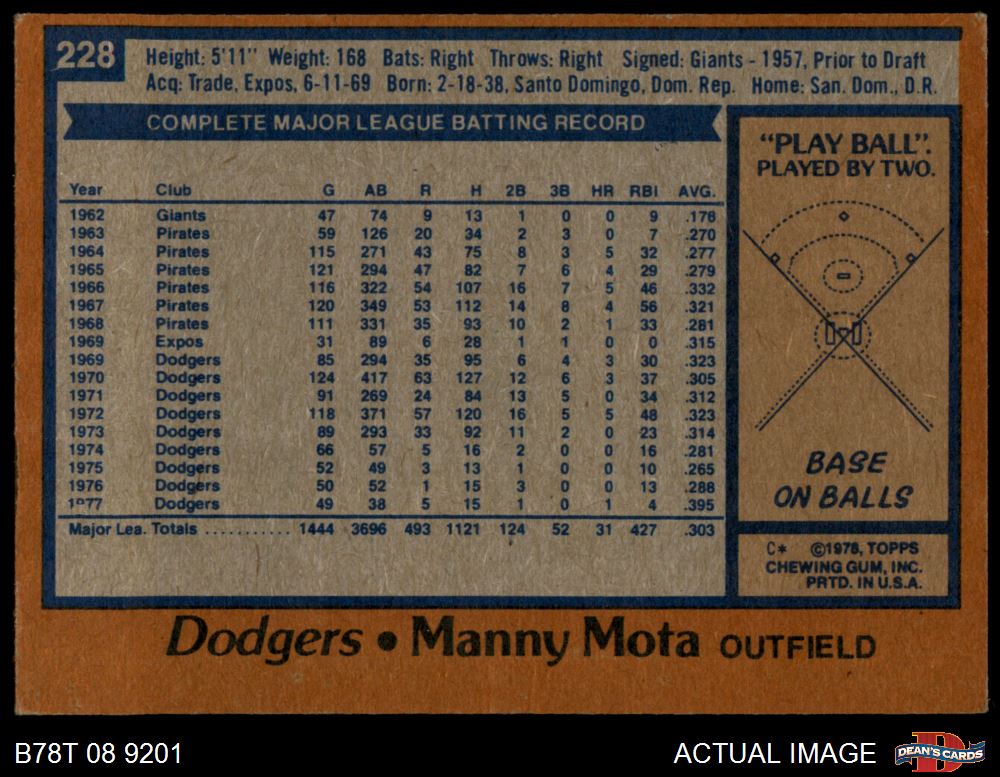 228
Height: 5'11" Weight: 168 Bats: Right Throws: Right Signed: Giants - 1957, Prior to Draft
Acq: Trade, Expos, 6-11-69 Born: 2-18-38, Santo Domingo, Dom. Rep. Home: San. Dom., D.R.
COMPLETE MAJOR LEAGUE BATTING RECORD
Year Club G AB R H 2B 3B HR RBI AVG.
1962 Giants 47 74 9 13 1 0 0 9 .176
1963 Pirates 59 126 20 34 2 3 0 7 .270
1964 Pirates 115 271 43 75 8 3 5 32 .277
1965 Pirates 121 294 47 82 7 6 4 29 .279
1966 Pirates 116 322 54 107 16 7 5 46 .332
1967 Pirates 120 349 53 112 14 8 4 56 .321
1968 Pirates 111 331 35 93 10 2 1 33 .281
1969 Expos 31 89 6 28 1 1 0 0 .315
1969 Dodgers 85 294 35 95 6 4 3 30 .323
1970 Dodgers 124 417 63 127 12 6 3 37 .305
1971 Dodgers 91 269 24 84 13 5 0 34 .312
1972 Dodgers 118 371 57 120 16 5 5 48 .323
1973 Dodgers 89 293 33 92 11 2 0 23 .314
1974 Dodgers 66 57 5 16 2 0 0 16 .281
1975 Dodgers 52 49 3 13 1 0 0 10 .265
1976 Dodgers 50 52 1 15 3 0 0 13 .288
1977 Dodgers 49 38 5 15 1 0 1 4 .395
Major Lea. Totals ........... 1444 3696 493 1121 124 52 31 427 .303
"PLAY BALL".
PLAYED BY TWO.
BASE
ON BALLS
C* ©1978, TOPPS
CHEWING GUM, INC.
PRTD. IN U.S.A.
Dodgers • Manny Mota OUTFIELD
B78T 08 9201
ACTUAL IMAGE
D
DEAN'S CARDS